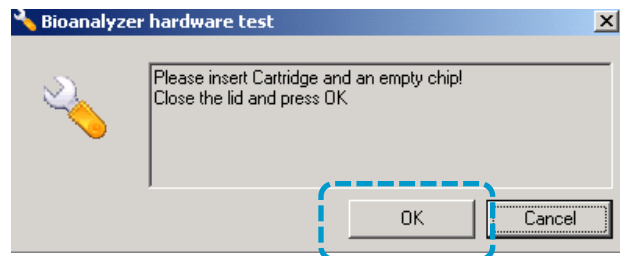 Bioanalyzer hardware test
Please insert Cartridge and an empty chip!
Close the lid and press OK
OK
Cancel